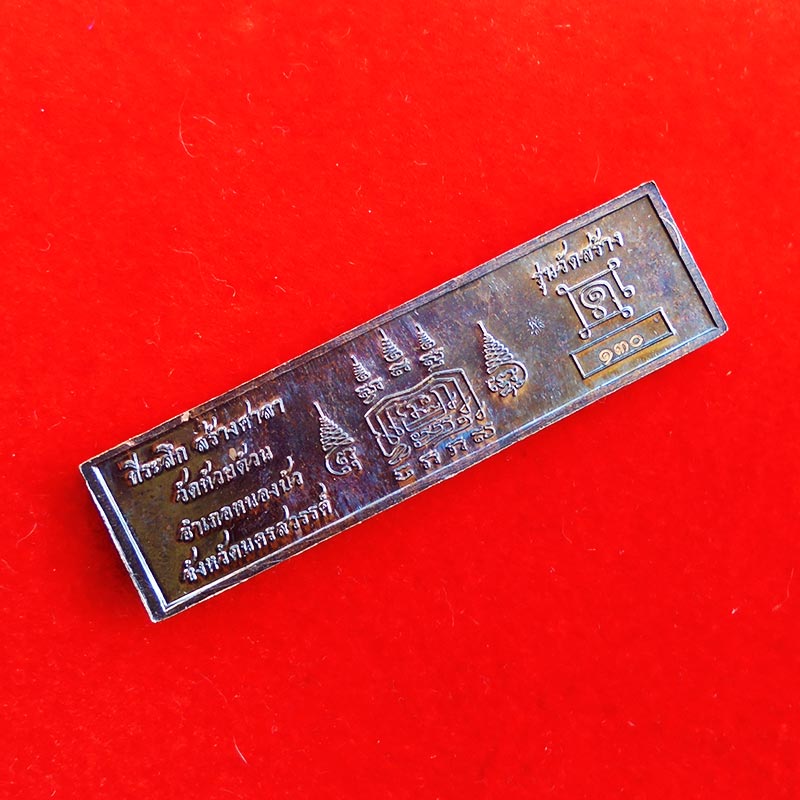 รุ่นวัดสร้าง
๑๓๐
ที่ระลึก สร้างศาลา
วัดห้วยด้วน
อำเภอหนองบัว
จังหวัดนครสวรรค์